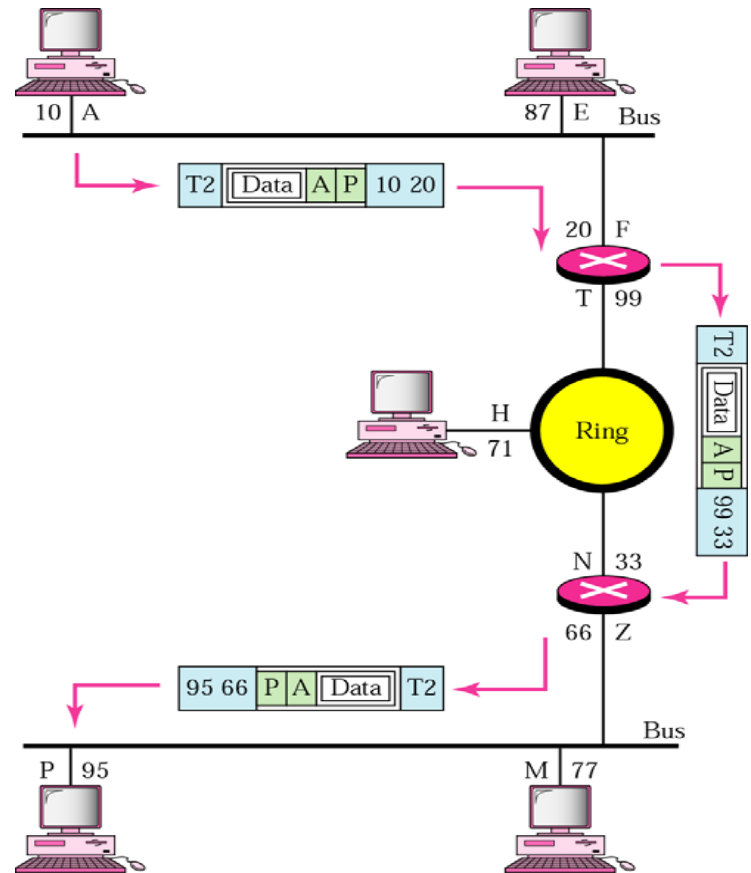 10 A
87 E
Bus
T2 Data A P 10 20
20 F
T 99
T2 Data A P 99 33
H
71
Ring
N 33
66 Z
95 66 P A Data T2
Bus
P 95
M 77